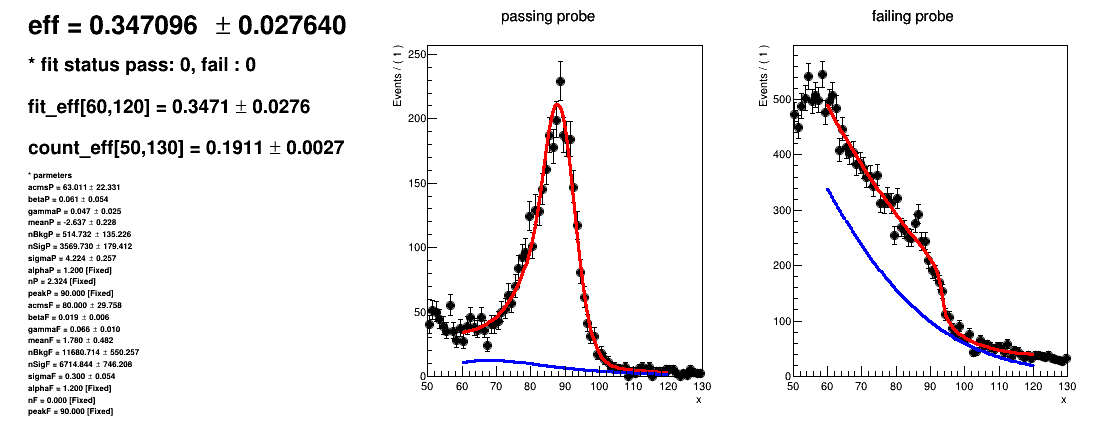 eff = 0.347096 ± 0.027640
* fit status pass: 0, fail : 0
fit_eff[60,120] = 0.3471 ± 0.0276
count_eff[50,130] = 0.1911 ± 0.0027
* parmeters
acmsP = 63.011 ± 22.331
betaP = 0.061 ± 0.054
gammaP = 0.047 ± 0.025
meanP = -2.637 ± 0.228
nBkgP = 514.732 ± 135.226
nSigP = 3569.730 ± 179.412
sigmaP = 4.224 ± 0.257
alphaP = 1.200 [Fixed]
nP = 2.324 [Fixed]
peakP = 90.000 [Fixed]
acmsF = 80.000 ± 29.758
betaF = 0.019 ± 0.006
gammaF = 0.066 ± 0.010
meanF = 1.780 ± 0.482
nBkgF = 11680.714 ± 550.257
nSigF = 6714.844 ± 746.208
sigmaF = 0.300 ± 0.054
alphaF = 1.200 [Fixed]
nF = 0.000 [Fixed]
peakF = 90.000 [Fixed]
passing probe
Events / ( 1 )
250
200
150
100
50
0
50 60 70 80 90 100 110 120 130
x
failing probe
Events / ( 1 )
500
400
300
200
100
0
50 60 70 80 90 100 110 120 130
x